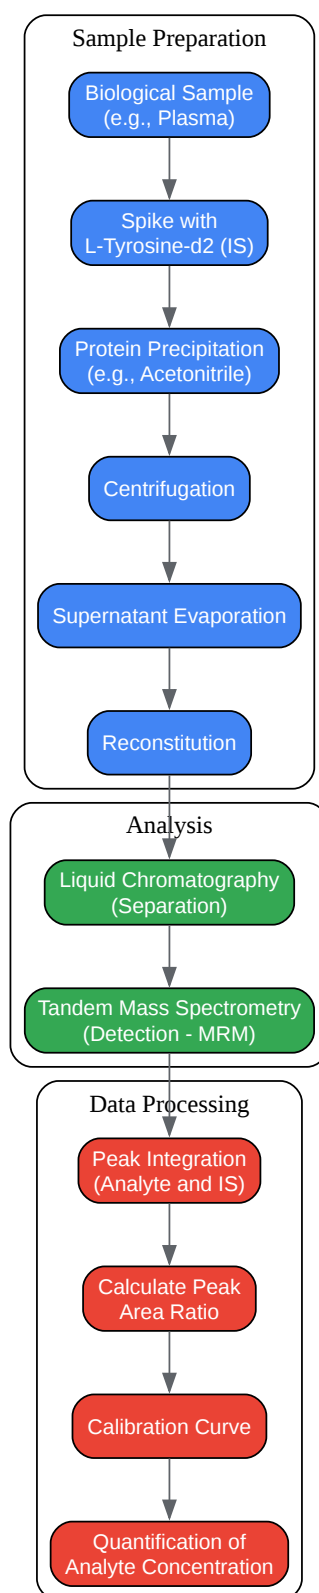 Sample Preparation
Biological Sample
(e.g., Plasma)
Spike with
L-Tyrosine-d2 (IS)
Protein Precipitation
(e.g., Acetonitrile)
Centrifugation
Supernatant Evaporation
Reconstitution
Analysis
Liquid Chromatography
(Separation)
Tandem Mass Spectrometry
(Detection - MRM)
Data Processing
Peak Integration
(Analyte and IS)
Calculate Peak
Area Ratio
Calibration Curve
Quantification of
Analyte Concentration